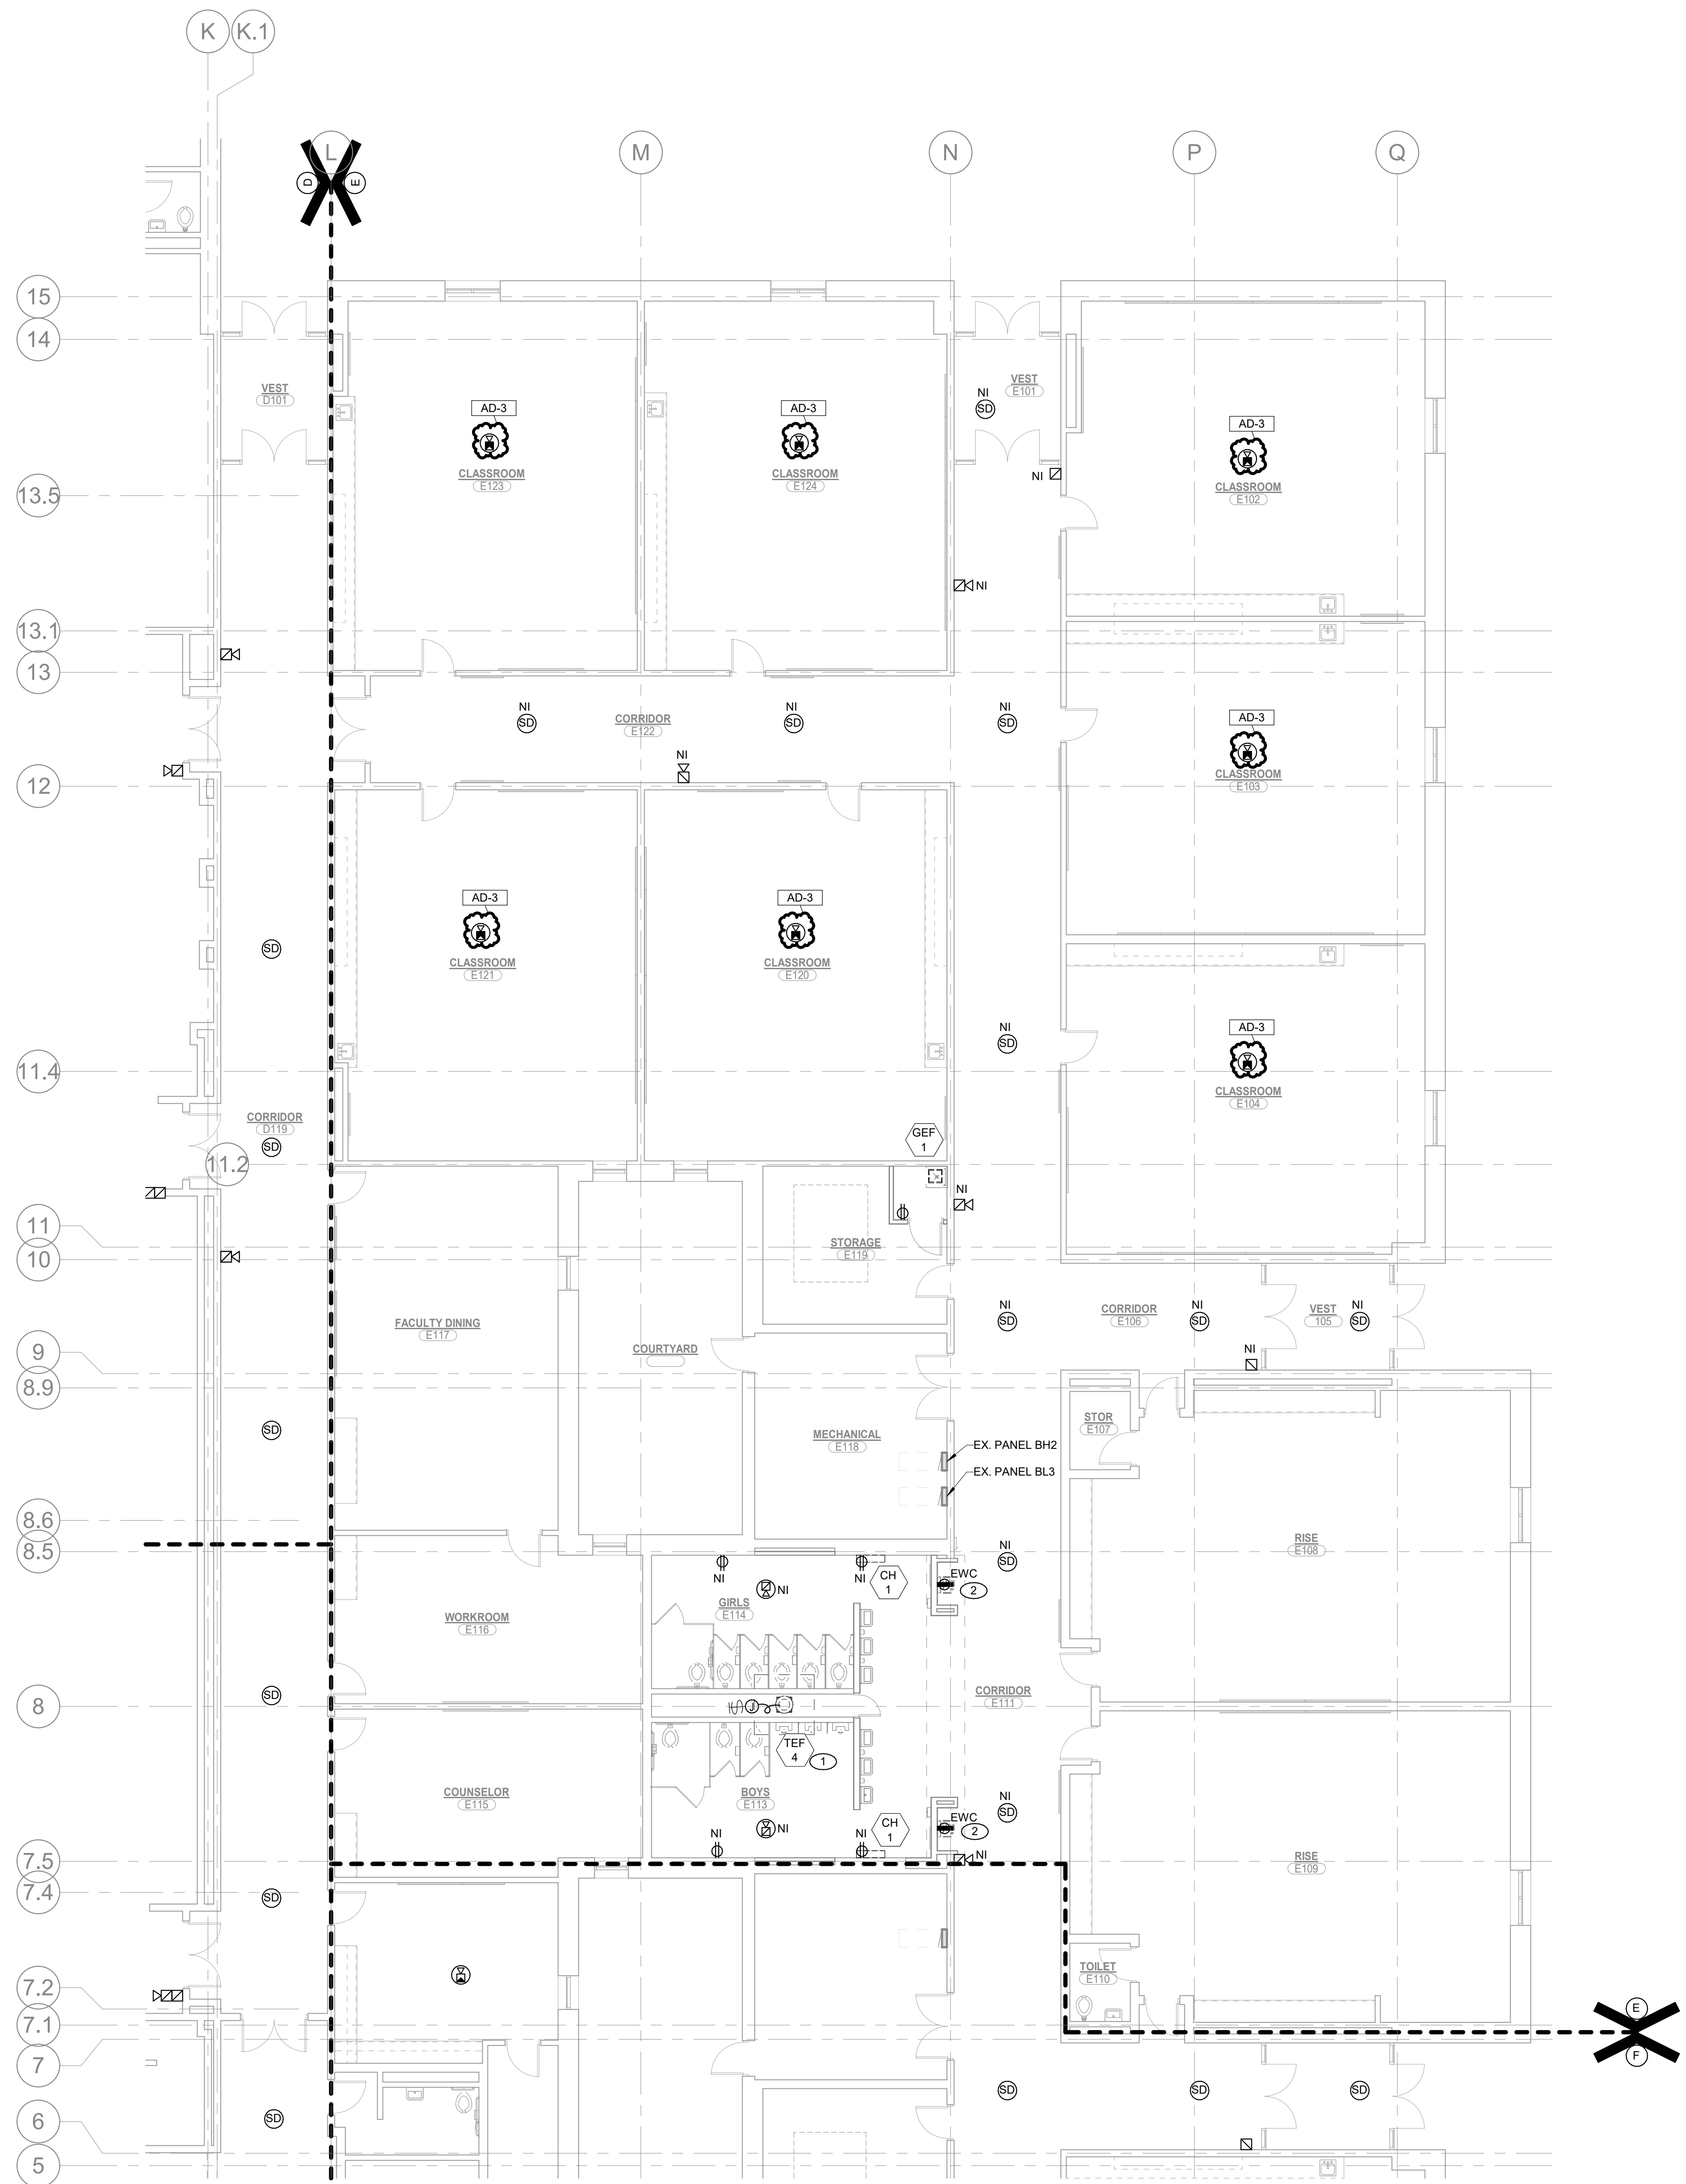 K
K.1
L
M
N
P
Q
D
E
15
14
VEST
D101
VEST
E101
NI
SD
AD-3
CLASSROOM
E123
AD-3
CLASSROOM
E124
AD-3
CLASSROOM
E102
NI
13.5
NI
13.1
13
NI
SD
CORRIDOR
E122
NI
SD
NI
SD
AD-3
CLASSROOM
E103
NI
12
AD-3
CLASSROOM
E121
AD-3
CLASSROOM
E120
SD
NI
SD
AD-3
CLASSROOM
E104
11.4
CORRIDOR
D119
SD
GEF
1
11.2
NI
11
10
STORAGE
E119
FACULTY DINING
E117
COURTYARD
NI
SD
CORRIDOR
E106
NI
SD
VEST
105
NI
SD
NI
9
8.9
SD
STOR
E107
MECHANICAL
E118
EX. PANEL BH2
EX. PANEL BL3
8.6
8.5
RISE
E108
NI
SD
NI
NI
CH
1
EWC
2
NI
GIRLS
E114
WORKROOM
E116
SD
8
J
CORRIDOR
E111
TEF
4
1
COUNSELOR
E115
BOYS
E113
NI
SD
NI
NI
NI
CH
1
EWC
2
NI
7.5
7.4
RISE
E109
SD
TOILET
E110
7.2
7.1
7
E
F
SD
SD
SD
SD
6
5